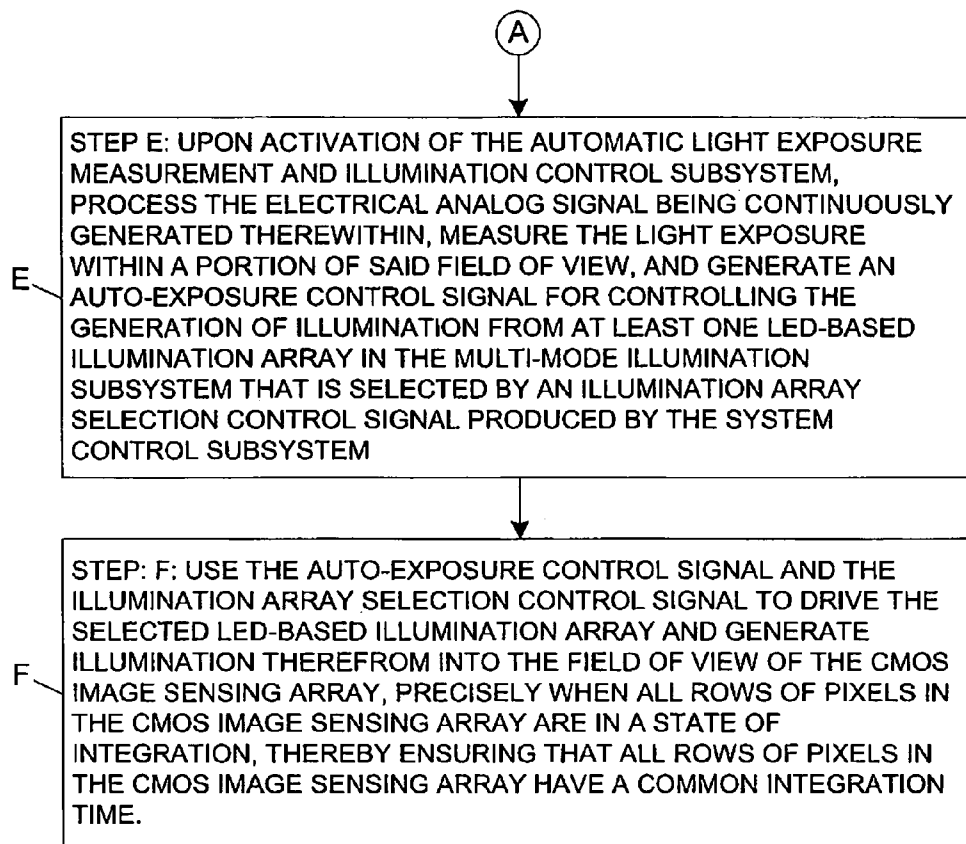 A
STEP E: UPON ACTIVATION OF THE AUTOMATIC LIGHT EXPOSURE
MEASUREMENT AND ILLUMINATION CONTROL SUBSYSTEM,
PROCESS THE ELECTRICAL ANALOG SIGNAL BEING CONTINUOUSLY
GENERATED THEREWITHIN, MEASURE THE LIGHT EXPOSURE
WITHIN A PORTION OF SAID FIELD OF VIEW, AND GENERATE AN
AUTO-EXPOSURE CONTROL SIGNAL FOR CONTROLLING THE
GENERATION OF ILLUMINATION FROM AT LEAST ONE LED-BASED
ILLUMINATION ARRAY IN THE MULTI-MODE ILLUMINATION
SUBSYSTEM THAT IS SELECTED BY AN ILLUMINATION ARRAY
SELECTION CONTROL SIGNAL PRODUCED BY THE SYSTEM
CONTROL SUBSYSTEM
E
STEP: F: USE THE AUTO-EXPOSURE CONTROL SIGNAL AND THE
ILLUMINATION ARRAY SELECTION CONTROL SIGNAL TO DRIVE THE
SELECTED LED-BASED ILLUMINATION ARRAY AND GENERATE
ILLUMINATION THEREFROM INTO THE FIELD OF VIEW OF THE CMOS
IMAGE SENSING ARRAY, PRECISELY WHEN ALL ROWS OF PIXELS IN
THE CMOS IMAGE SENSING ARRAY ARE IN A STATE OF
INTEGRATION, THEREBY ENSURING THAT ALL ROWS OF PIXELS IN
THE CMOS IMAGE SENSING ARRAY HAVE A COMMON INTEGRATION
TIME.
F